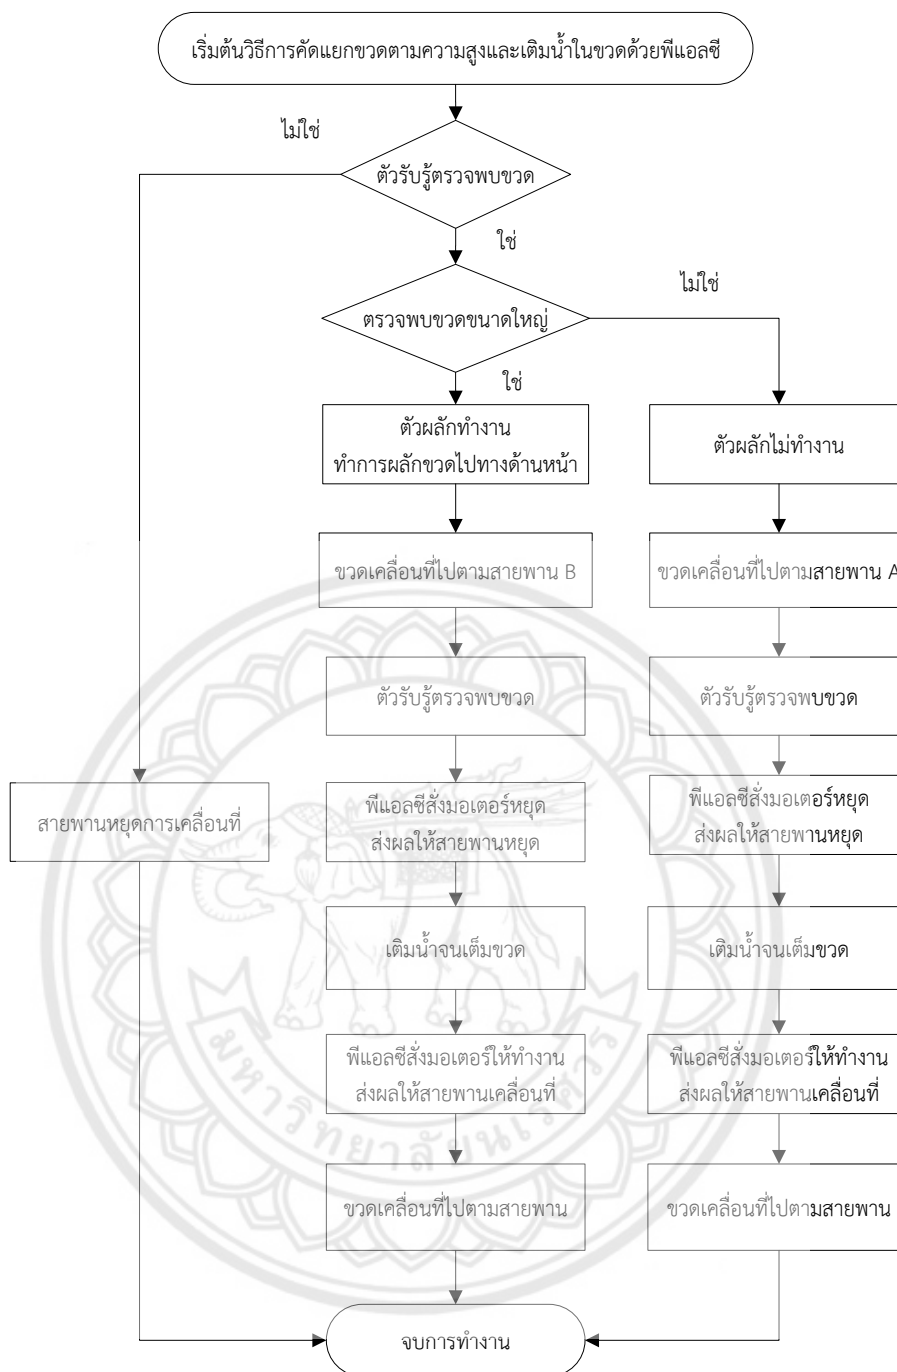 เริ่มต้นวิธีการคัดแยกขวดตามความสูงและเติมน้ำในขวดด้วยพีแอลซี
ไม่ใช่
ตัวรับรู้ตรวจพบขวด
ใช่
ไม่ใช่
ตรวจพบขวดขนาดใหญ่
ใช่
ตัวผลักทำงาน
ทำการผลักขวดไปทางด้านหน้า
ตัวผลักไม่ทำงาน
ขวดเคลื่อนที่ไปตามสายพาน B
ขวดเคลื่อนที่ไปตามสายพาน A
ตัวรับรู้ตรวจพบขวด
ตัวรับรู้ตรวจพบขวด
สายพานหยุดการเคลื่อนที่
พีแอลซีสั่งมอเตอร์หยุด
ส่งผลให้สายพานหยุด
พีแอลซีสั่งมอเตอร์หยุด
ส่งผลให้สายพานหยุด
เติมน้ำจนเต็มขวด
เติมน้ำจนเต็มขวด
พีแอลซีสั่งมอเตอร์ให้ทำงาน
ส่งผลให้สายพานเคลื่อนที่
พีแอลซีสั่งมอเตอร์ให้ทำงาน
ส่งผลให้สายพานเคลื่อนที่
มหาวิทยาลัยนเรศวร
ขวดเคลื่อนที่ไปตามสายพาน
ขวดเคลื่อนที่ไปตามสายพาน
จบการทำงาน